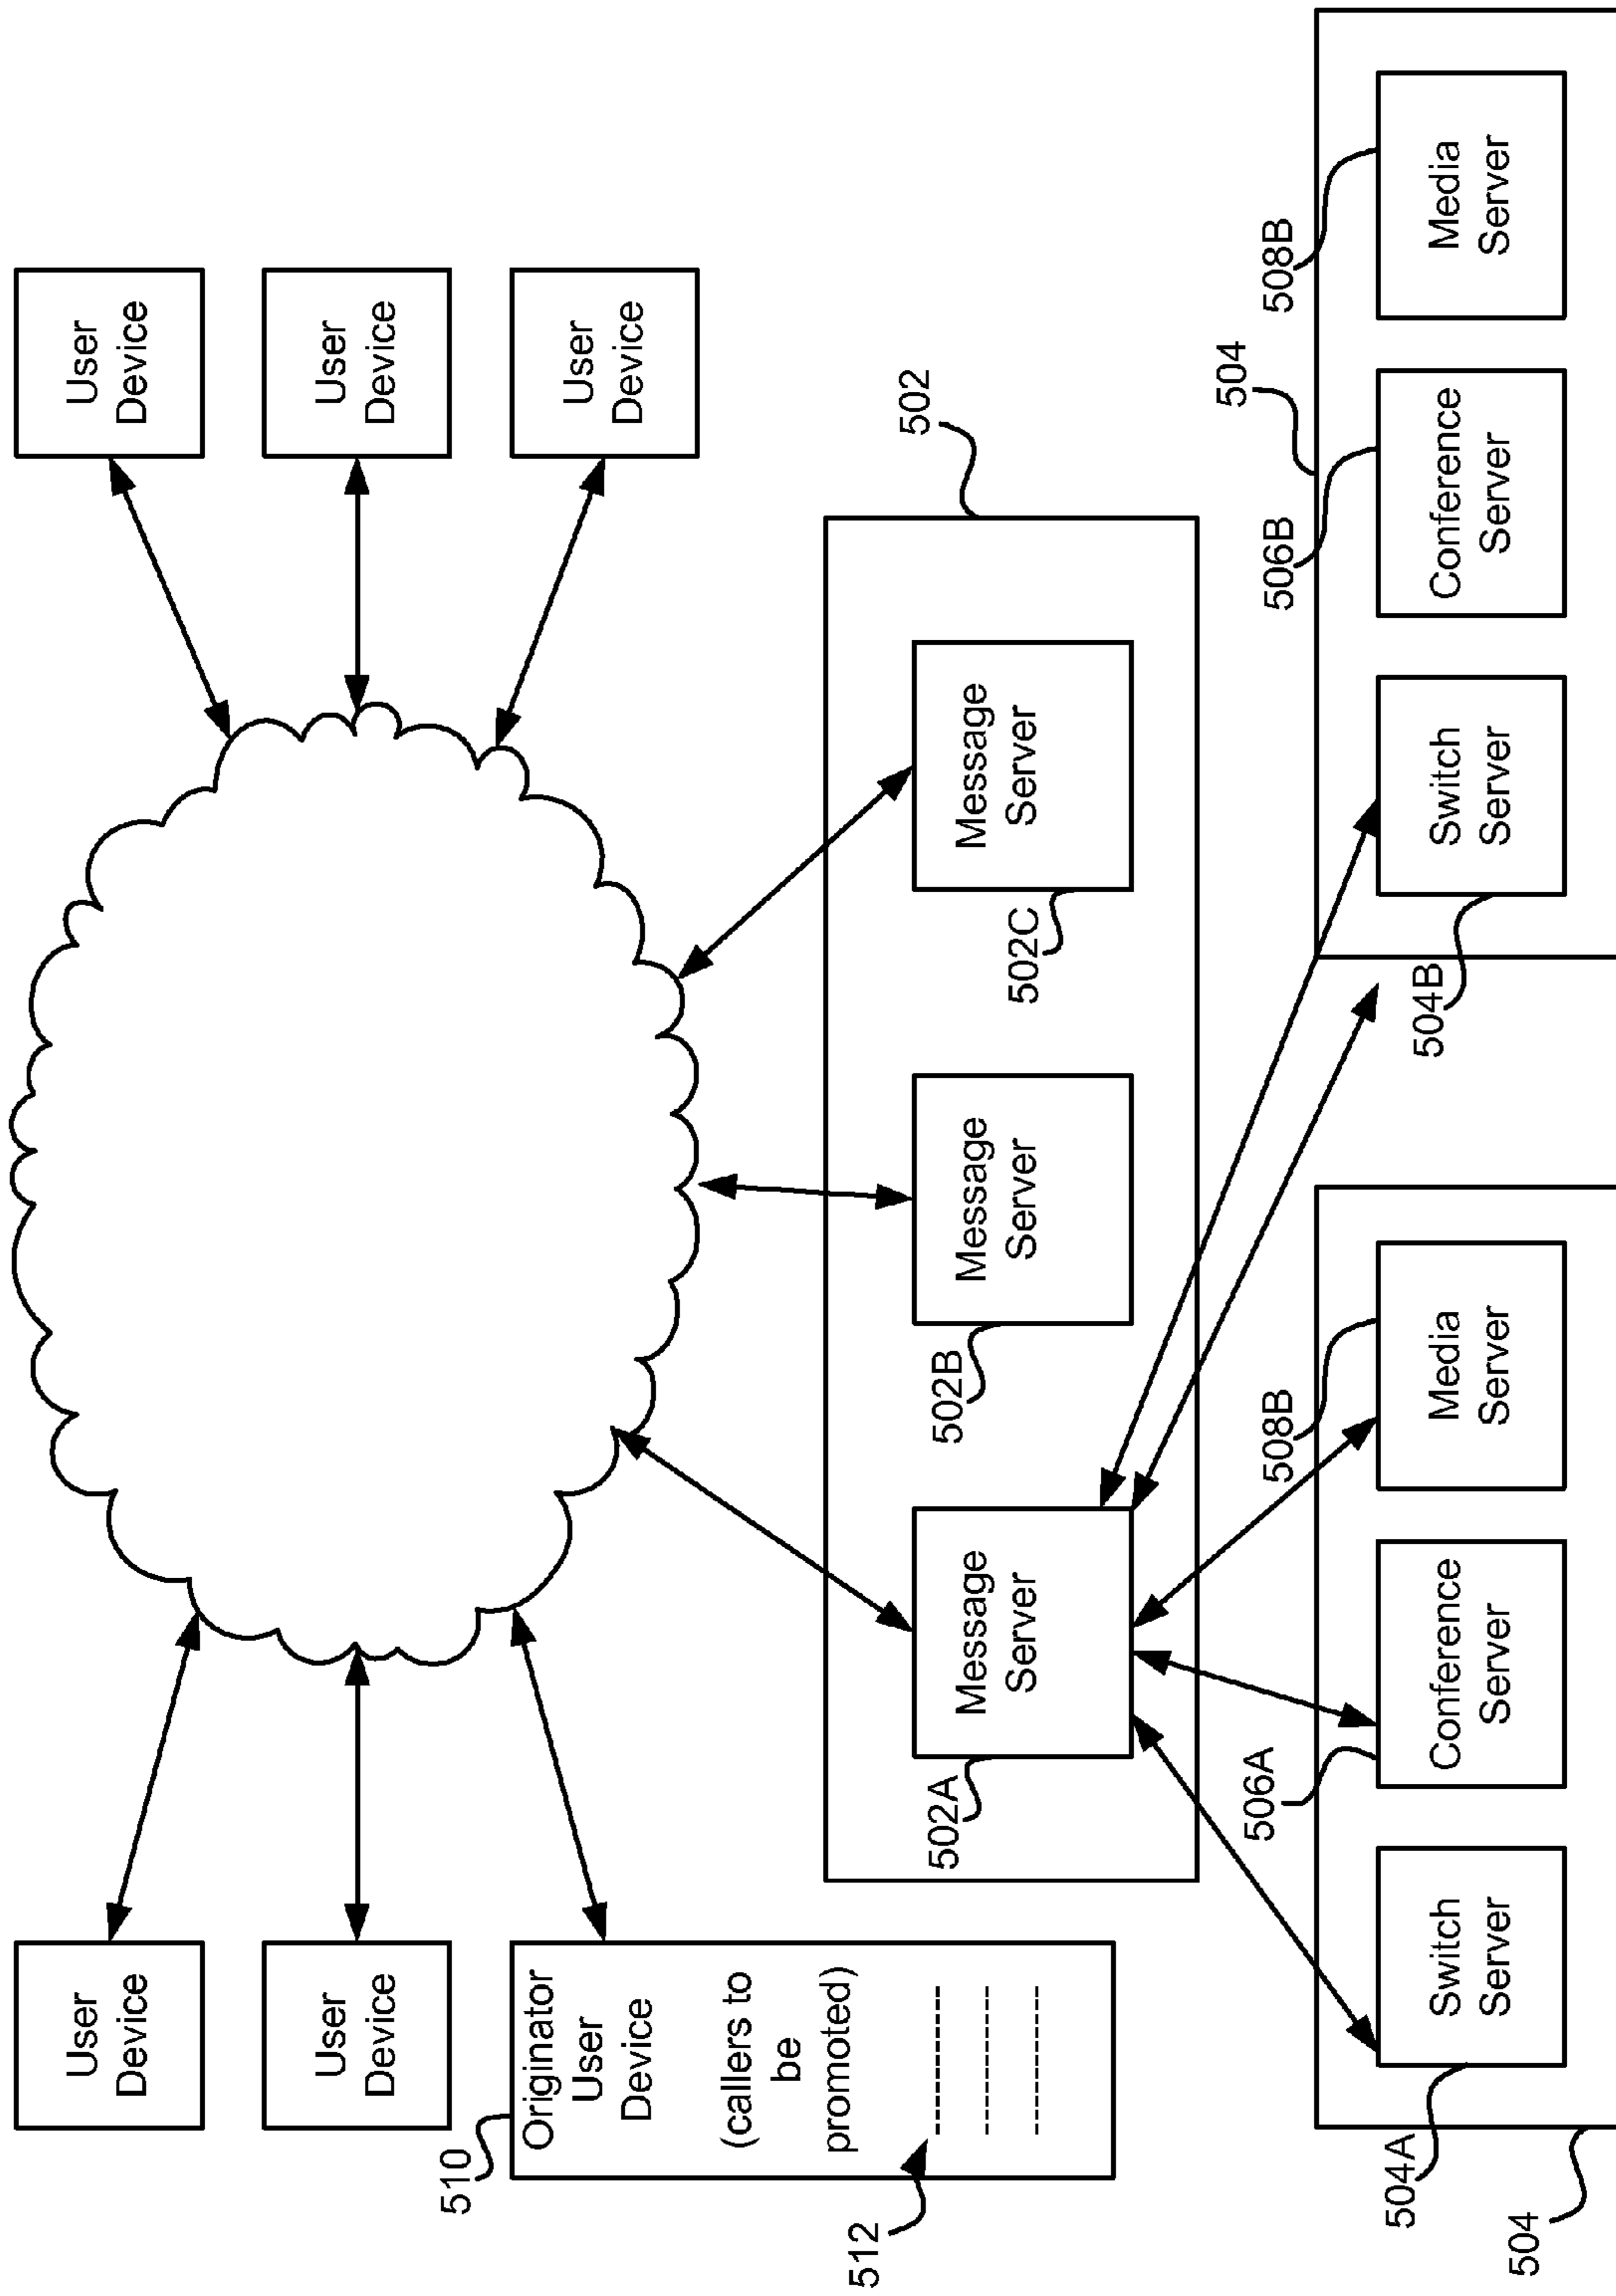 User
Device
User
Device
User
Device
User
Device
510
Originator
User
Device
(callers to
be
promoted)
512
User
Device
502
502A
Message
Server
502B
Message
Server
502C
Message
Server
504
504A
Switch
Server
506A
Conference
Server
508B
Media
Server
504
504B
Switch
Server
506B
Conference
Server
508B
Media
Server